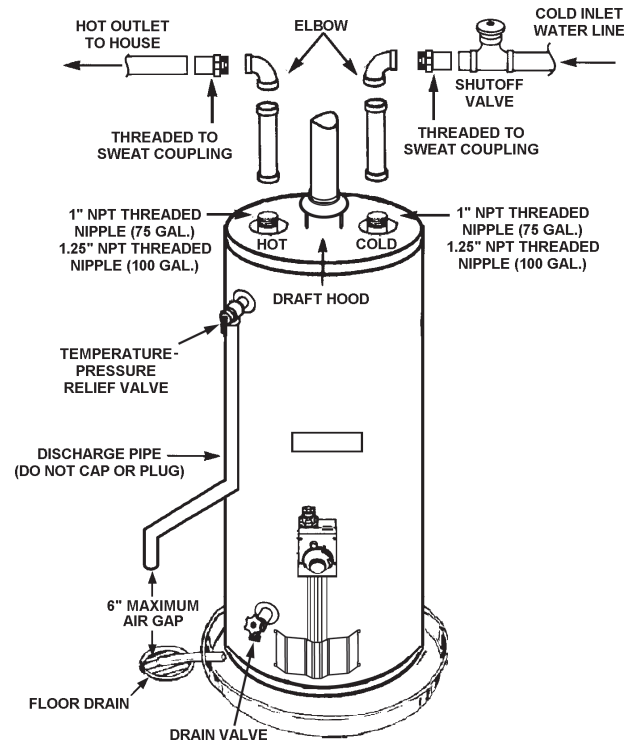 HOT OUTLET
TO HOUSE
ELBOW
COLD INLET
WATER LINE
SHUTOFF
VALVE
THREADED TO
SWEAT COUPLING
THREADED TO
SWEAT COUPLING
1" NPT THREADED
NIPPLE (75 GAL.)
1.25" NPT THREADED
NIPPLE (100 GAL.)
HOT
COLD
1" NPT THREADED
NIPPLE (75 GAL.)
1.25" NPT THREADED
NIPPLE (100 GAL.)
DRAFT HOOD
TEMPERATURE-
PRESSURE
RELIEF VALVE
DISCHARGE PIPE
(DO NOT CAP OR PLUG)
6" MAXIMUM
AIR GAP
FLOOR DRAIN
DRAIN VALVE